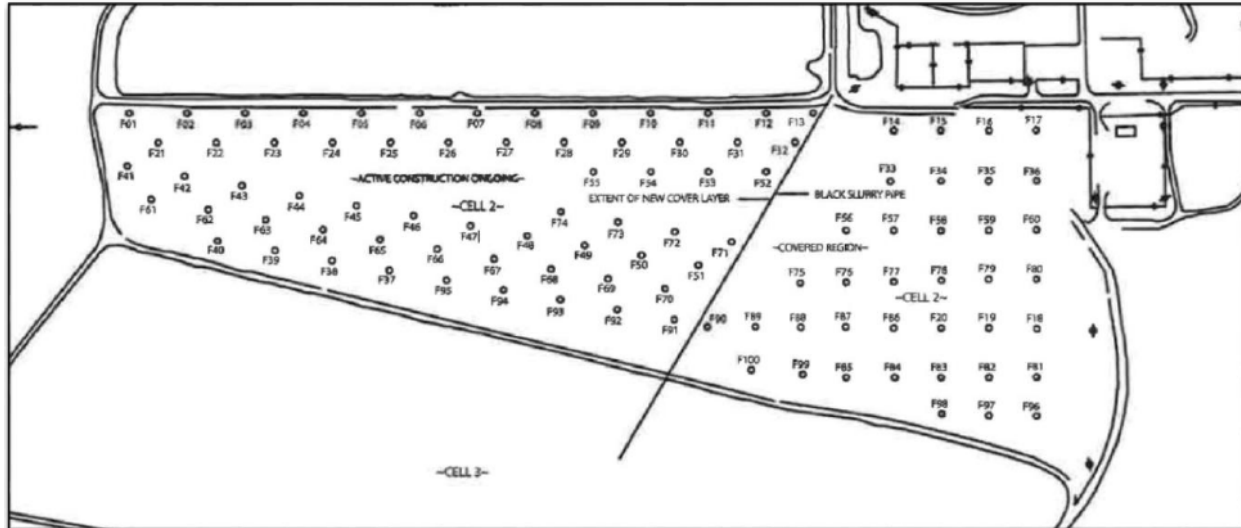 F01 F02 F03 F04 F05 F06 F07 F08 F09 F10 F11 F12 F13
F14 F15 F16 F17
F21 F22 F23 F24 F25 F26 F27 F28 F29 F30 F31 F32
F41 F42 F43 F44 F45 F46 F47 F48 F49 F50 F51
~ACTIVE CONSTRUCTION ONGOING~
F55 F54 F53 F52
F33 F34 F35 F36
EXTENT OF NEW COVER LAYER
BLACK SLURRY PIPE
~CELL 2~
F61 F62 F63 F64 F65 F66 F67 F68 F69 F70
F74 F73 F72 F71
F56 F57 F58 F59 F60
~COVERED REGION~
F40 F39 F38 F37 F95 F94 F93 F92 F91 F90
F75 F76 F77 F78 F79 F80
~CELL 2~
F89 F88 F87 F86 F20 F19 F18
F100 F99 F85 F84 F83 F82 F81
F98 F97 F96
~CELL 3~